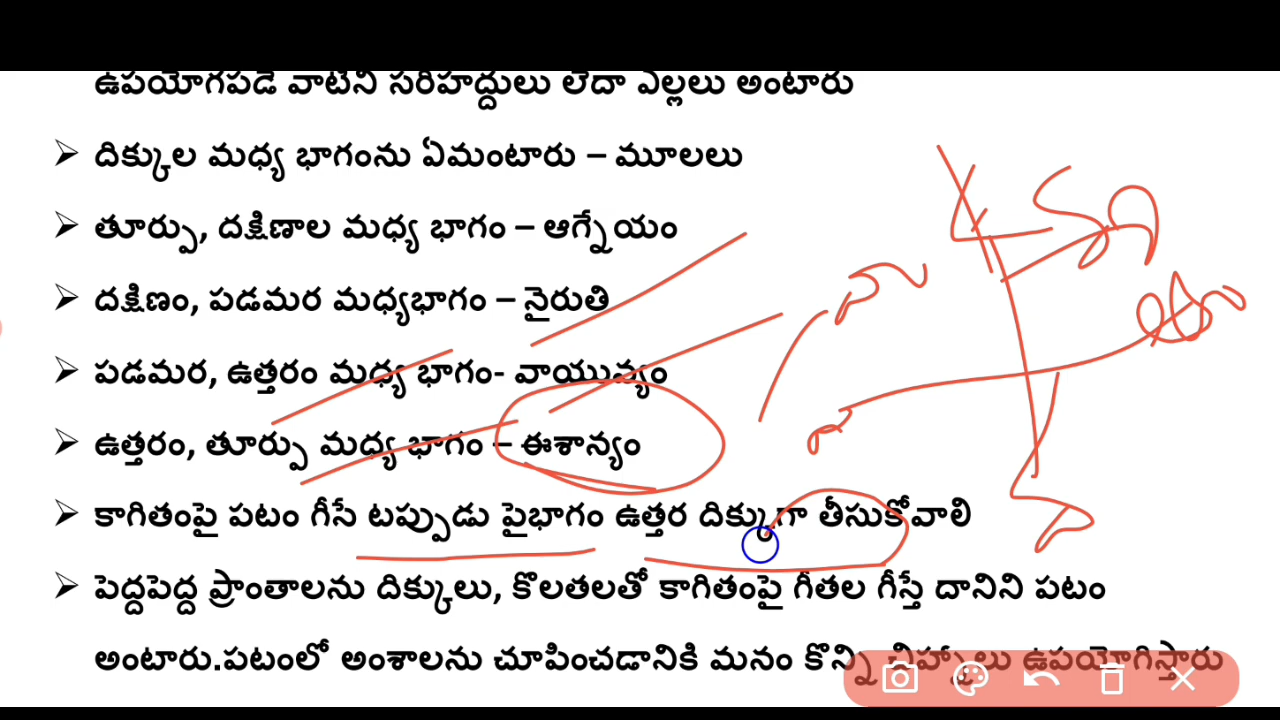 ఉపయోగపడే వాటిని సరిహద్దులు లేదా ఎల్లలు అంటారు
➢ దిక్కుల మధ్య భాగంను ఏమంటారు – మూలలు
➢ తూర్పు, దక్షిణాల మధ్య భాగం – ఆగ్నేయం
➢ దక్షిణం, పడమర మధ్యభాగం – నైరుతి
➢ పడమర, ఉత్తరం మధ్య భాగం- వాయువ్యం
➢ ఉత్తరం, తూర్పు మధ్య భాగం – ఈశాన్యం
➢ కాగితంపై పటం గీసే టప్పుడు పైభాగం ఉత్తర దిక్కుగా తీసుకోవాలి
➢ పెద్దపెద్ద ప్రాంతాలను దిక్కులు, కొలతలతో కాగితంపై గీతల గీస్తే దానిని పటం
అంటారు.పటంలో అంశాలను చూపించడానికి మనం కొన్ని చిహ్నాలు ఉపయోగిస్తారు